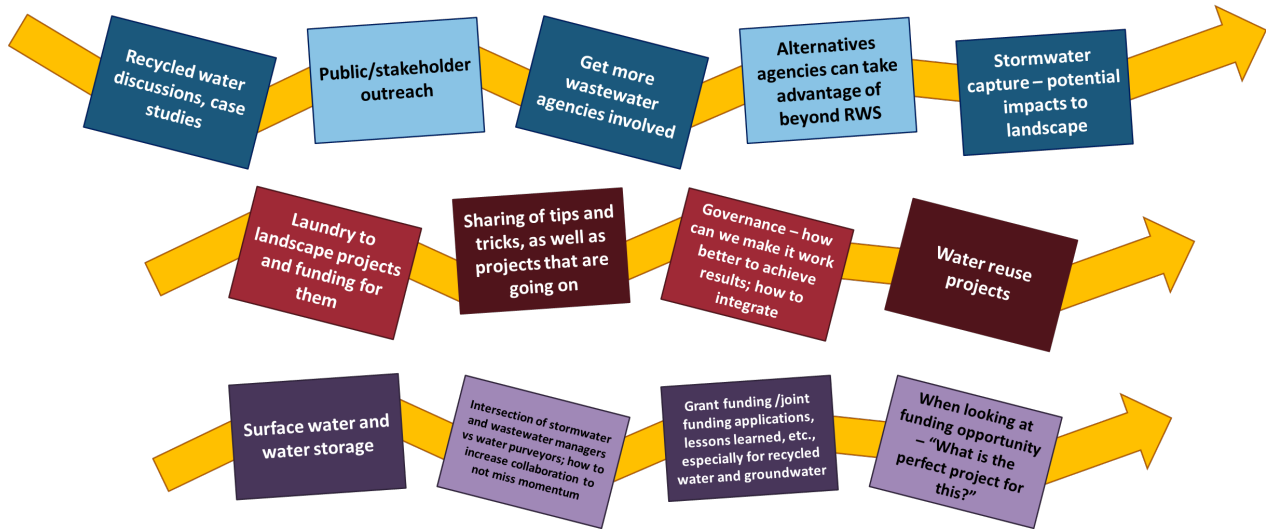 Recycled water
discussions, case
studies
Public/stakeholder
outreach
Get more
wastewater
agencies involved
Alternatives
agencies can take
advantage of
beyond RWS
Stormwater
capture – potential
impacts to
landscape
Laundry to
landscape projects
and funding for
them
Sharing of tips and
tricks, as well as
projects that are
going on
Governance – how
can we make it work
better to achieve
results; how to
integrate
Water reuse
projects
Surface water and
water storage
Intersection of stormwater
and wastewater managers
vs water purveyors; how to
increase collaboration to
not miss momentum
Grant funding /joint
funding applications,
lessons learned, etc.,
especially for recycled
water and groundwater
When looking at
funding opportunity
– “What is the
perfect project for
this?”